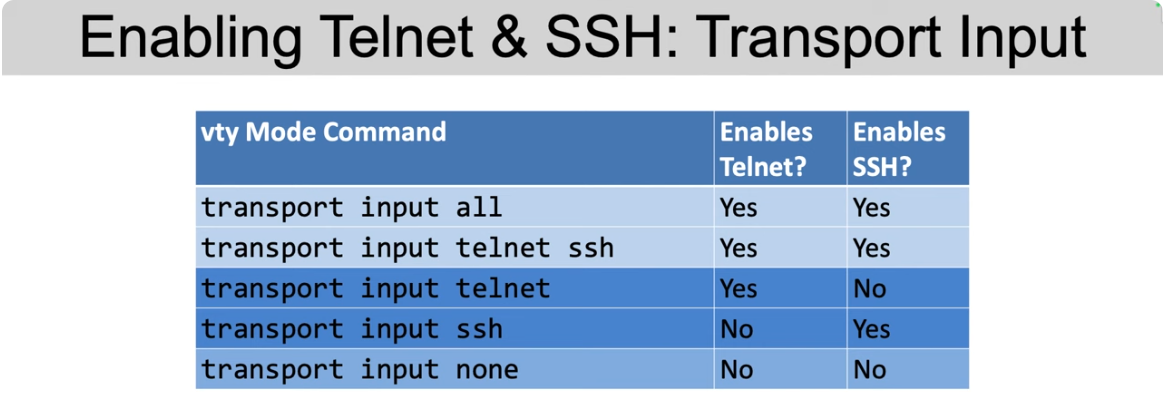 Enabling Telnet & SSH: Transport Input
vty Mode Command Enables Telnet? Enables SSH?
transport input all Yes Yes
transport input telnet ssh Yes Yes
transport input telnet Yes No
transport input ssh No Yes
transport input none No No